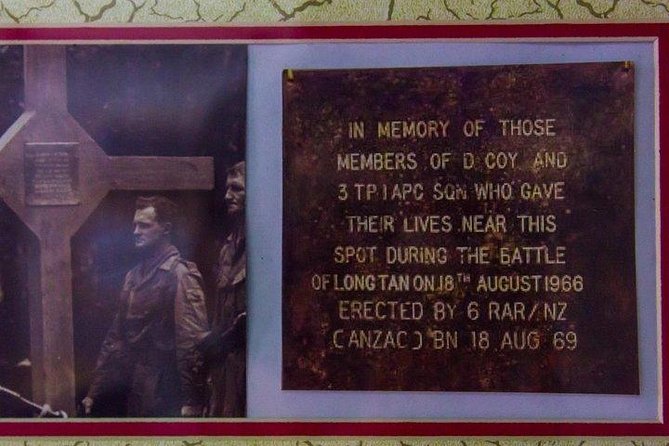 IN MEMORY OF THOSE
MEMBERS OF D COY AND
3 TP 1 APC SQN WHO GAVE
THEIR LIVES NEAR THIS
SPOT DURING THE BATTLE
OF LONG TAN ON 18TH AUGUST 1966
ERECTED BY 6 RAR/NZ
(ANZAC) BN 18 AUG 69